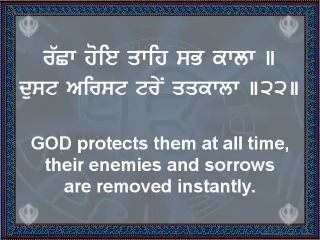 ਰੱਛਾ ਹੋਇ ਤਾਹਿ ਸਭ ਕਾਲਾ ॥
ਦੁਸਟ ਅਰਿਸਟ ਟਰੇਂ ਤਤਕਾਲਾ ॥੨੨॥
GOD protects them at all time,
their enemies and sorrows
are removed instantly.